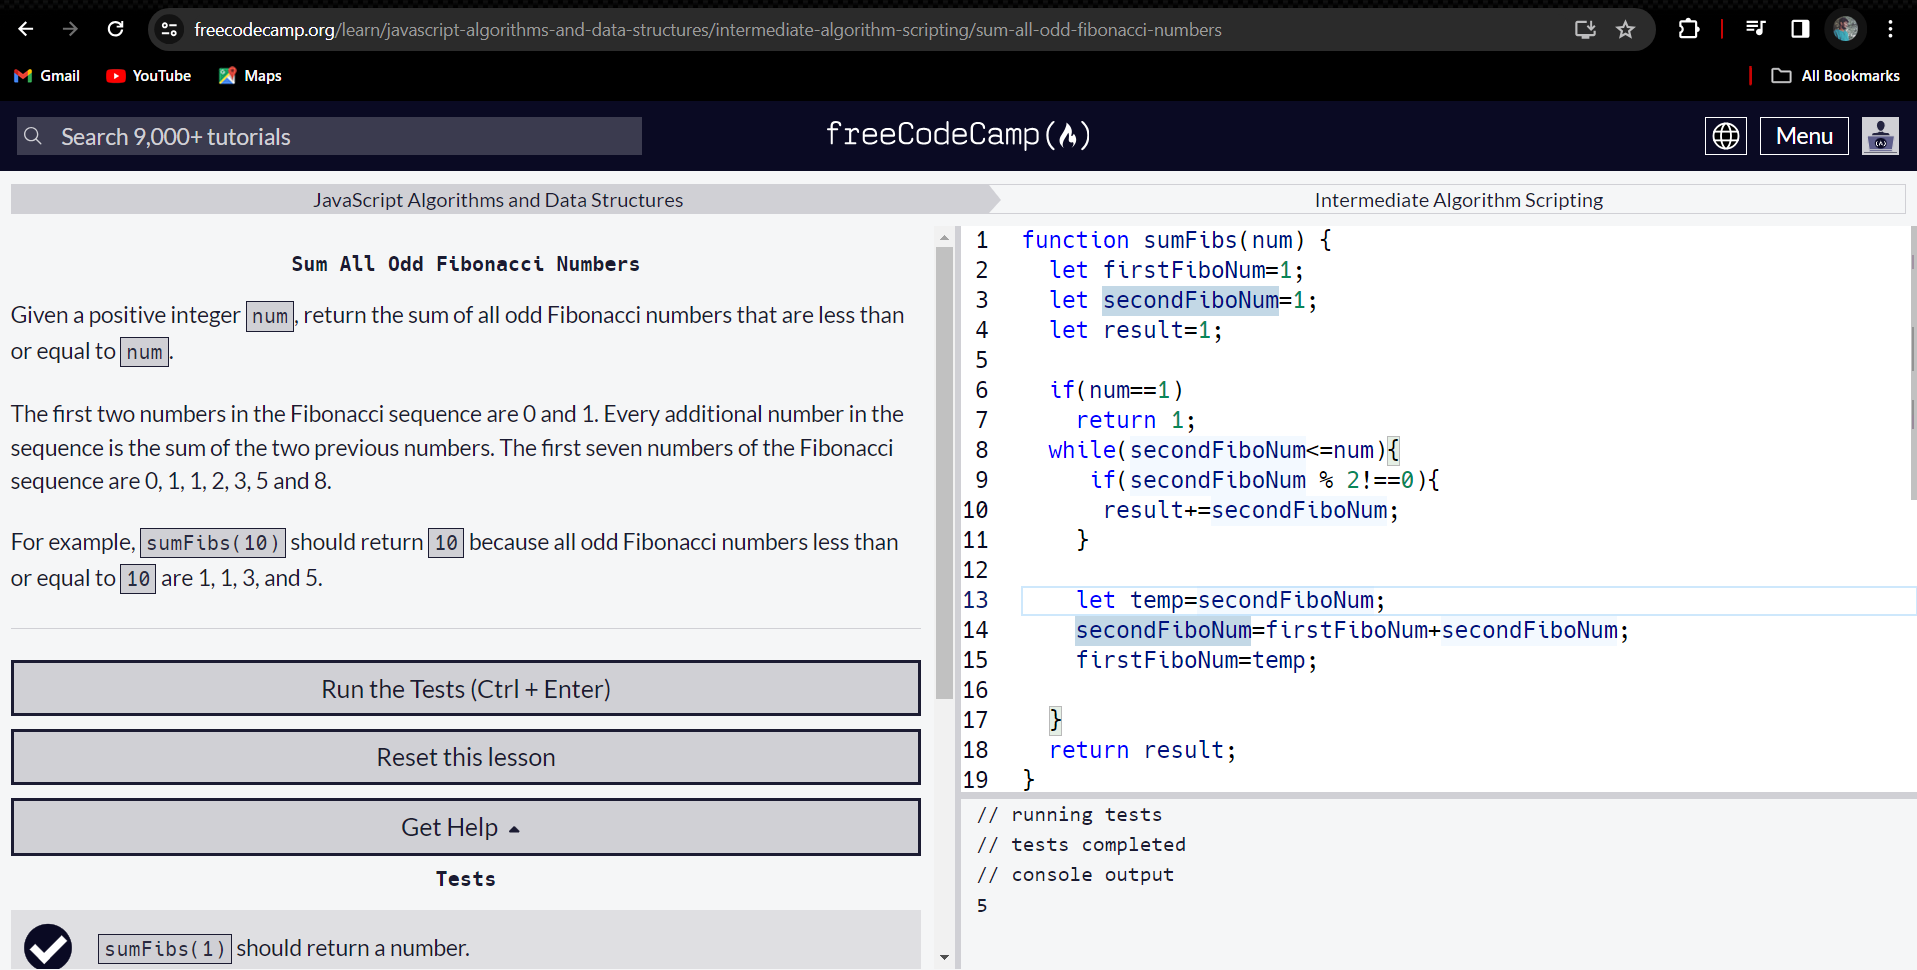 freecodecamp.org/learn/javascript-algorithms-and-data-structures/intermediate-algorithm-scripting/sum-all-odd-fibonacci-numbers
Gmail YouTube Maps All Bookmarks
Search 9,000+ tutorials freeCodeCamp(🔥) Menu
JavaScript Algorithms and Data Structures Intermediate Algorithm Scripting
Sum All Odd Fibonacci Numbers
Given a positive integer num, return the sum of all odd Fibonacci numbers that are less than
or equal to num.
The first two numbers in the Fibonacci sequence are 0 and 1. Every additional number in the
sequence is the sum of the two previous numbers. The first seven numbers of the Fibonacci
sequence are 0, 1, 1, 2, 3, 5 and 8.
For example, sumFibs(10) should return 10 because all odd Fibonacci numbers less than
or equal to 10 are 1, 1, 3, and 5.
Run the Tests (Ctrl + Enter)
Reset this lesson
Get Help
Tests
sumFibs(1) should return a number.
1 function sumFibs(num) {
2 let firstFiboNum=1;
3 let secondFiboNum=1;
4 let result=1;
5
6 if(num==1)
7 return 1;
8 while(secondFiboNum<=num){
9 if(secondFiboNum % 2!==0){
10 result+=secondFiboNum;
11 }
12
13 let temp=secondFiboNum;
14 secondFiboNum=firstFiboNum+secondFiboNum;
15 firstFiboNum=temp;
16
17 }
18 return result;
19 }
// running tests
// tests completed
// console output
5